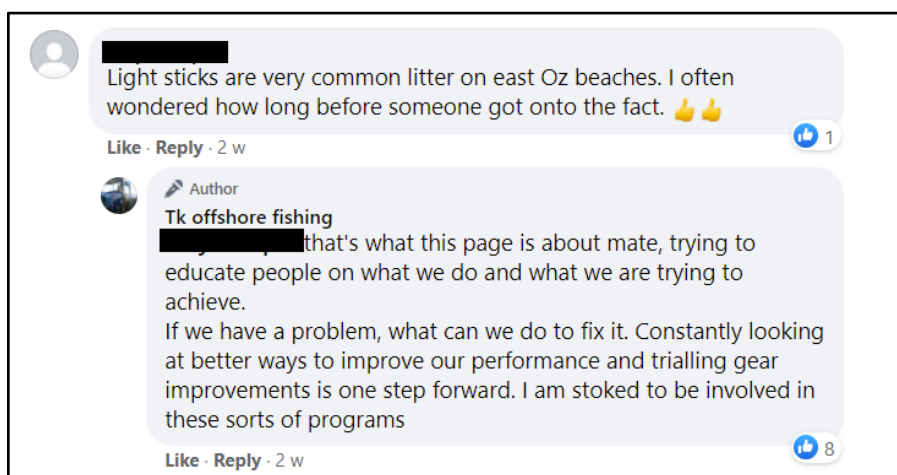 Light sticks are very common litter on east Oz beaches. I often
wondered how long before someone got onto the fact. 👍👍
1
Like · Reply · 2 w
Author
Tk offshore fishing
that's what this page is about mate, trying to
educate people on what we do and what we are trying to
achieve.
If we have a problem, what can we do to fix it. Constantly looking
at better ways to improve our performance and trialling gear
improvements is one step forward. I am stoked to be involved in
these sorts of programs
8
Like · Reply · 2 w